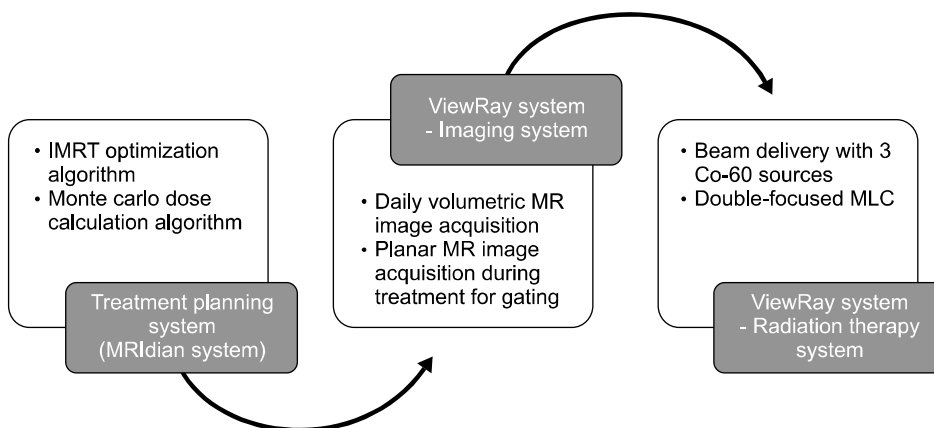 • IMRT optimization
algorithm
• Monte carlo dose
calculation algorithm
Treatment planning
system
(MRIdian system)
ViewRay system
- Imaging system
• Daily volumetric MR
image acquisition
• Planar MR image
acquisition during
treatment for gating
• Beam delivery with 3
Co-60 sources
• Double-focused MLC
ViewRay system
- Radiation therapy
system